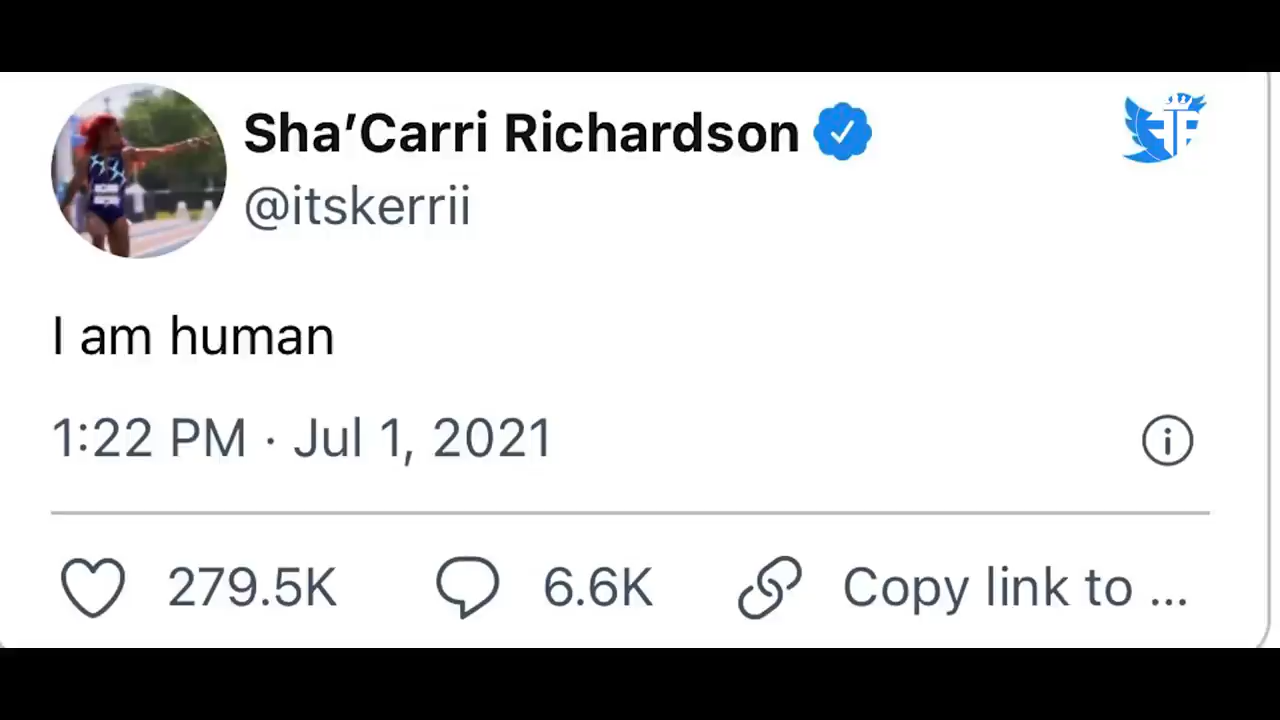 Sha’Carri Richardson
@itskerrii
I am human
1:22 PM · Jul 1, 2021
279.5K 6.6K Copy link to ...